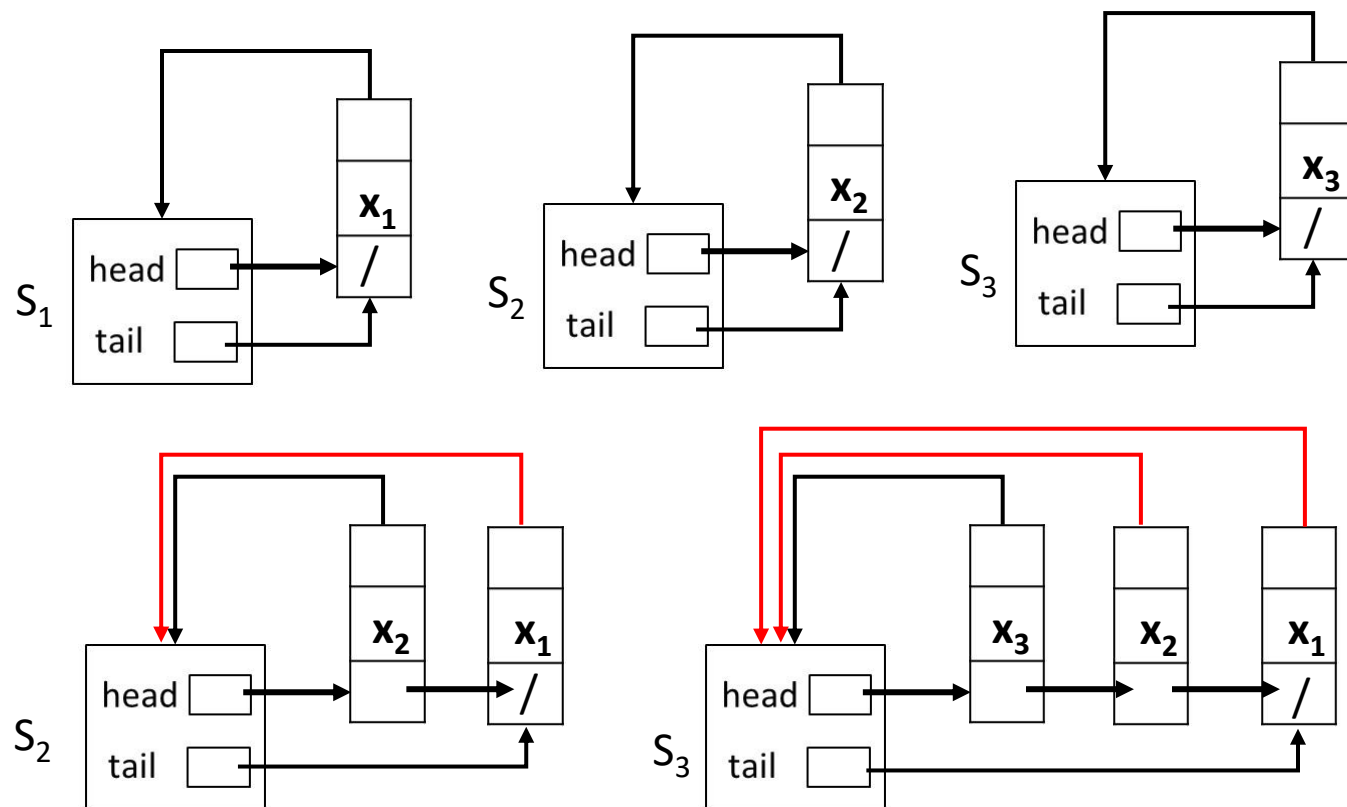 S₁
head
tail
x₁
/
S₂
head
tail
x₂
/
S₃
head
tail
x₃
/
S₂
head
tail
x₂
x₁
/
S₃
head
tail
x₃
x₂
x₁
/